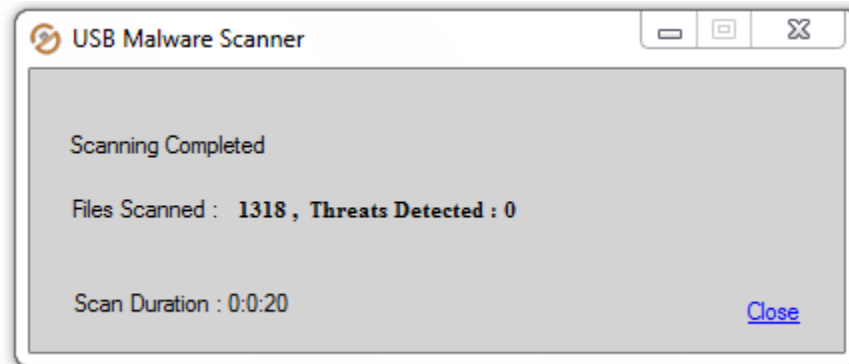 USB Malware Scanner
Scanning Completed
Files Scanned : 1318 , Threats Detected : 0
Scan Duration : 0:0:20
Close